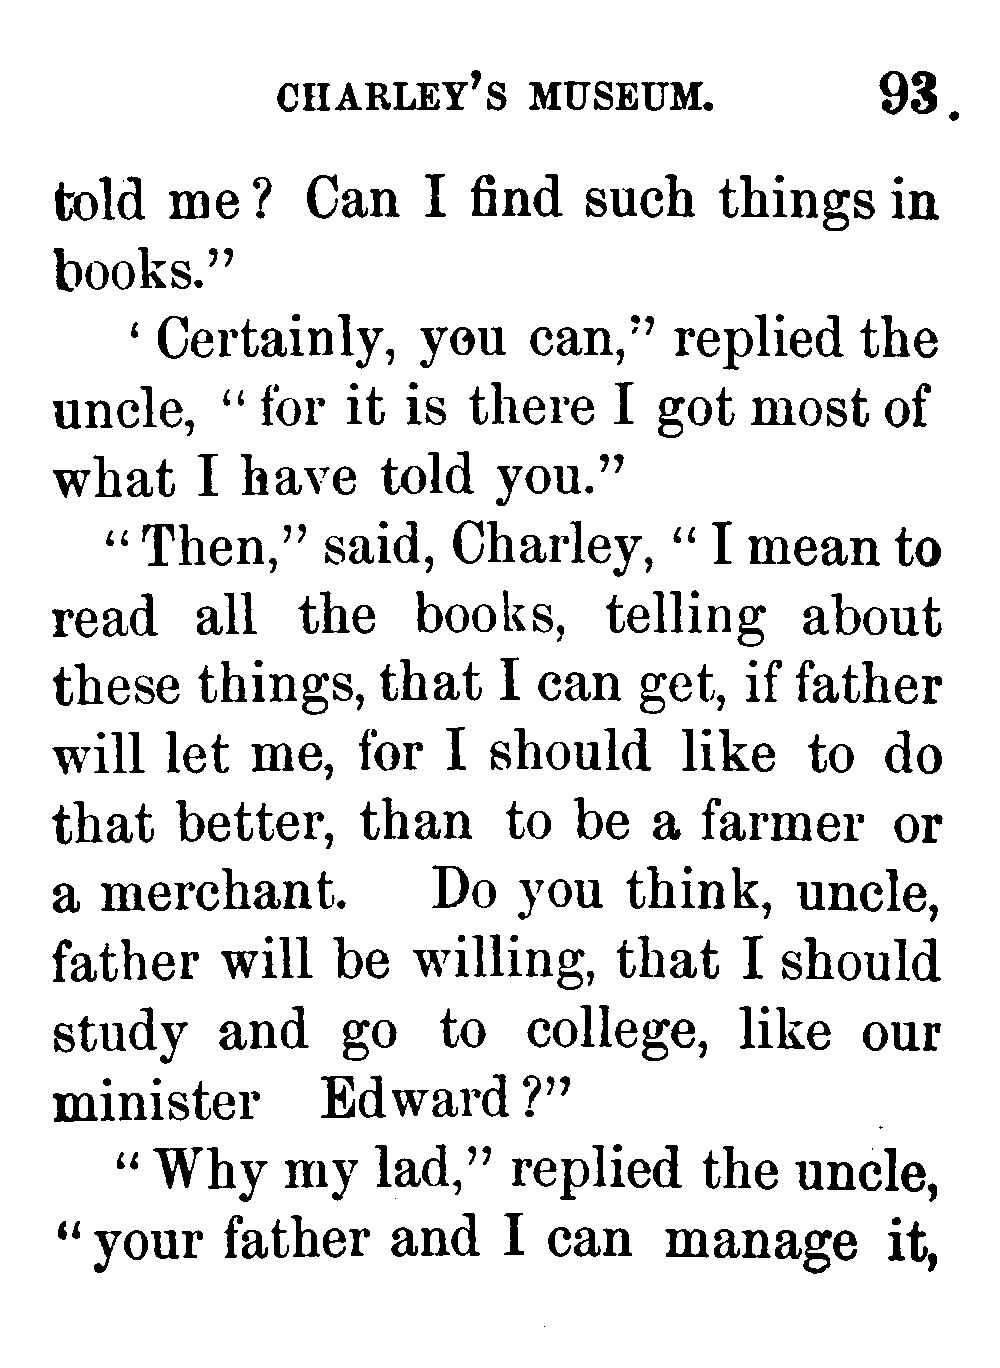 CHARLEY'S MUSEUM. 93.
told me? Can I find such things in
books."
' Certainly, you can," replied the
uncle, "for it is there I got most of
what I have told you."
"Then," said, Charley, "I mean to
read all the books, telling about
these things, that I can get, if father
will let me, for I should like to do
that better, than to be a farmer or
a merchant. Do you think, uncle,
father will be willing, that I should
study and go to college, like our
minister Edward?"
"Why my lad," replied the uncle,
"your father and I can manage it,